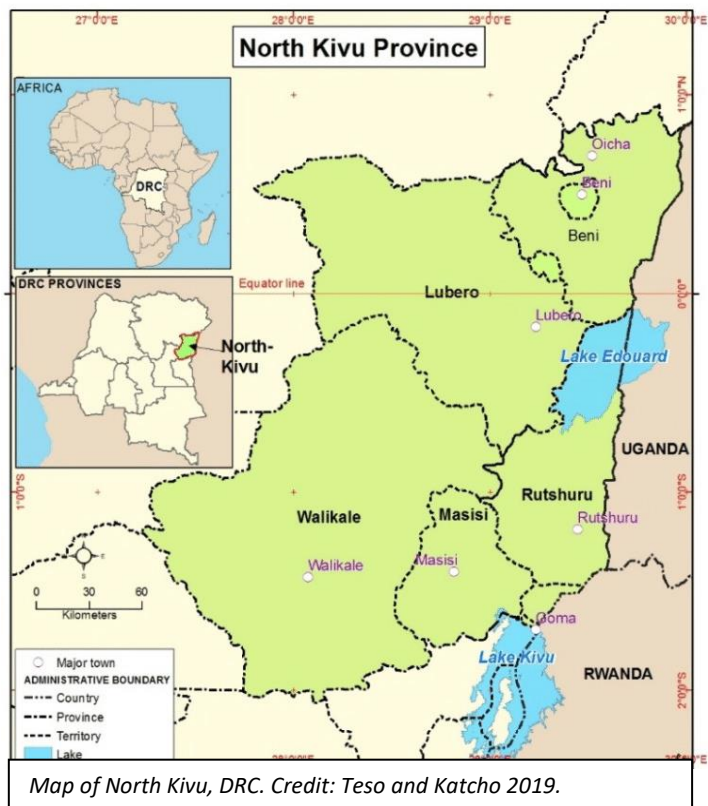 27°0'0"E
28°0'0"E
29°0'0"E
30°0'0"E
North Kivu Province
AFRICA
DRC
1°0'0"N
Oicha
Beni
Beni
DRC PROVINCES
Equator line
0°0'0"
North-
Kivu
Lubero
Lubero
Lake Edouard
UGANDA
1°0'0"S
1°0'0"S
Walikale
Masisi
Rutshuru
Rutshuru
Walikale
Masisi
E
S
0 30 60
Kilometers
Goma
Lake Kivu
RWANDA
Major town
ADMINISTRATIVE BOUNDARY
Country
Province
Territory
Lake
2°0'0"S
Map of North Kivu, DRC. Credit: Teso and Katcho 2019.